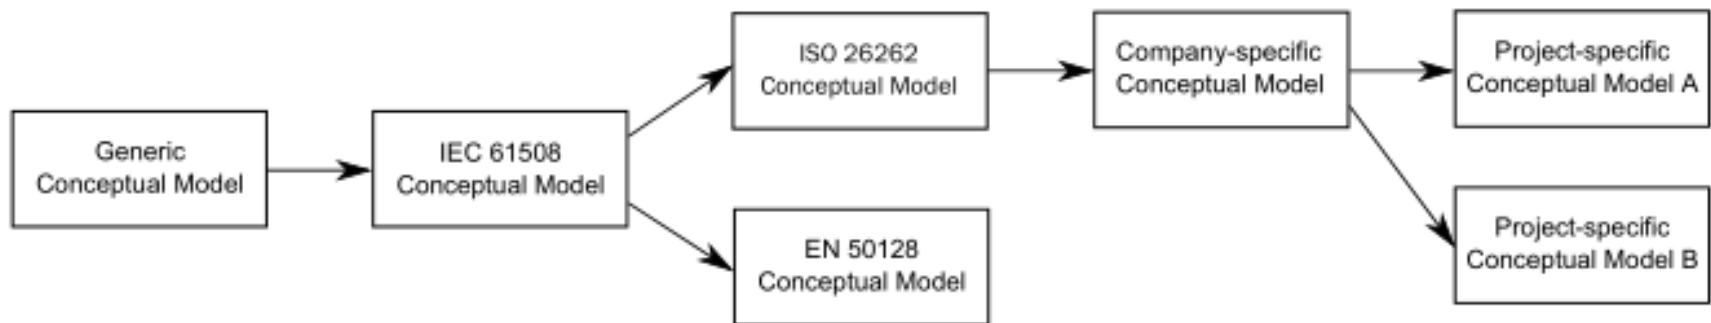 Generic
Conceptual Model
IEC 61508
Conceptual Model
ISO 26262
Conceptual Model
EN 50128
Conceptual Model
Company-specific
Conceptual Model
Project-specific
Conceptual Model A
Project-specific
Conceptual Model B